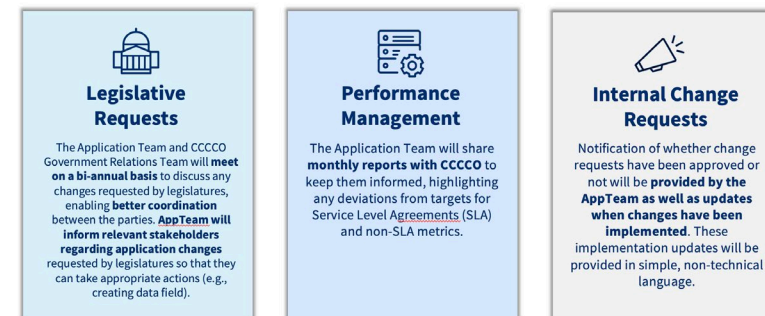 Legislative
Requests
The Application Team and CCCCO
Government Relations Team will meet
on a bi-annual basis to discuss any
changes requested by legislatures,
enabling better coordination
between the parties. AppTeam will
inform relevant stakeholders
regarding application changes
requested by legislatures so that they
can take appropriate actions (e.g.,
creating data field).
Performance
Management
The Application Team will share
monthly reports with CCCCO to
keep them informed, highlighting
any deviations from targets for
Service Level Agreements (SLA)
and non-SLA metrics.
Internal Change
Requests
Notification of whether change
requests have been approved or
not will be provided by the
AppTeam as well as updates
when changes have been
implemented. These
implementation updates will be
provided in simple, non-technical
language.